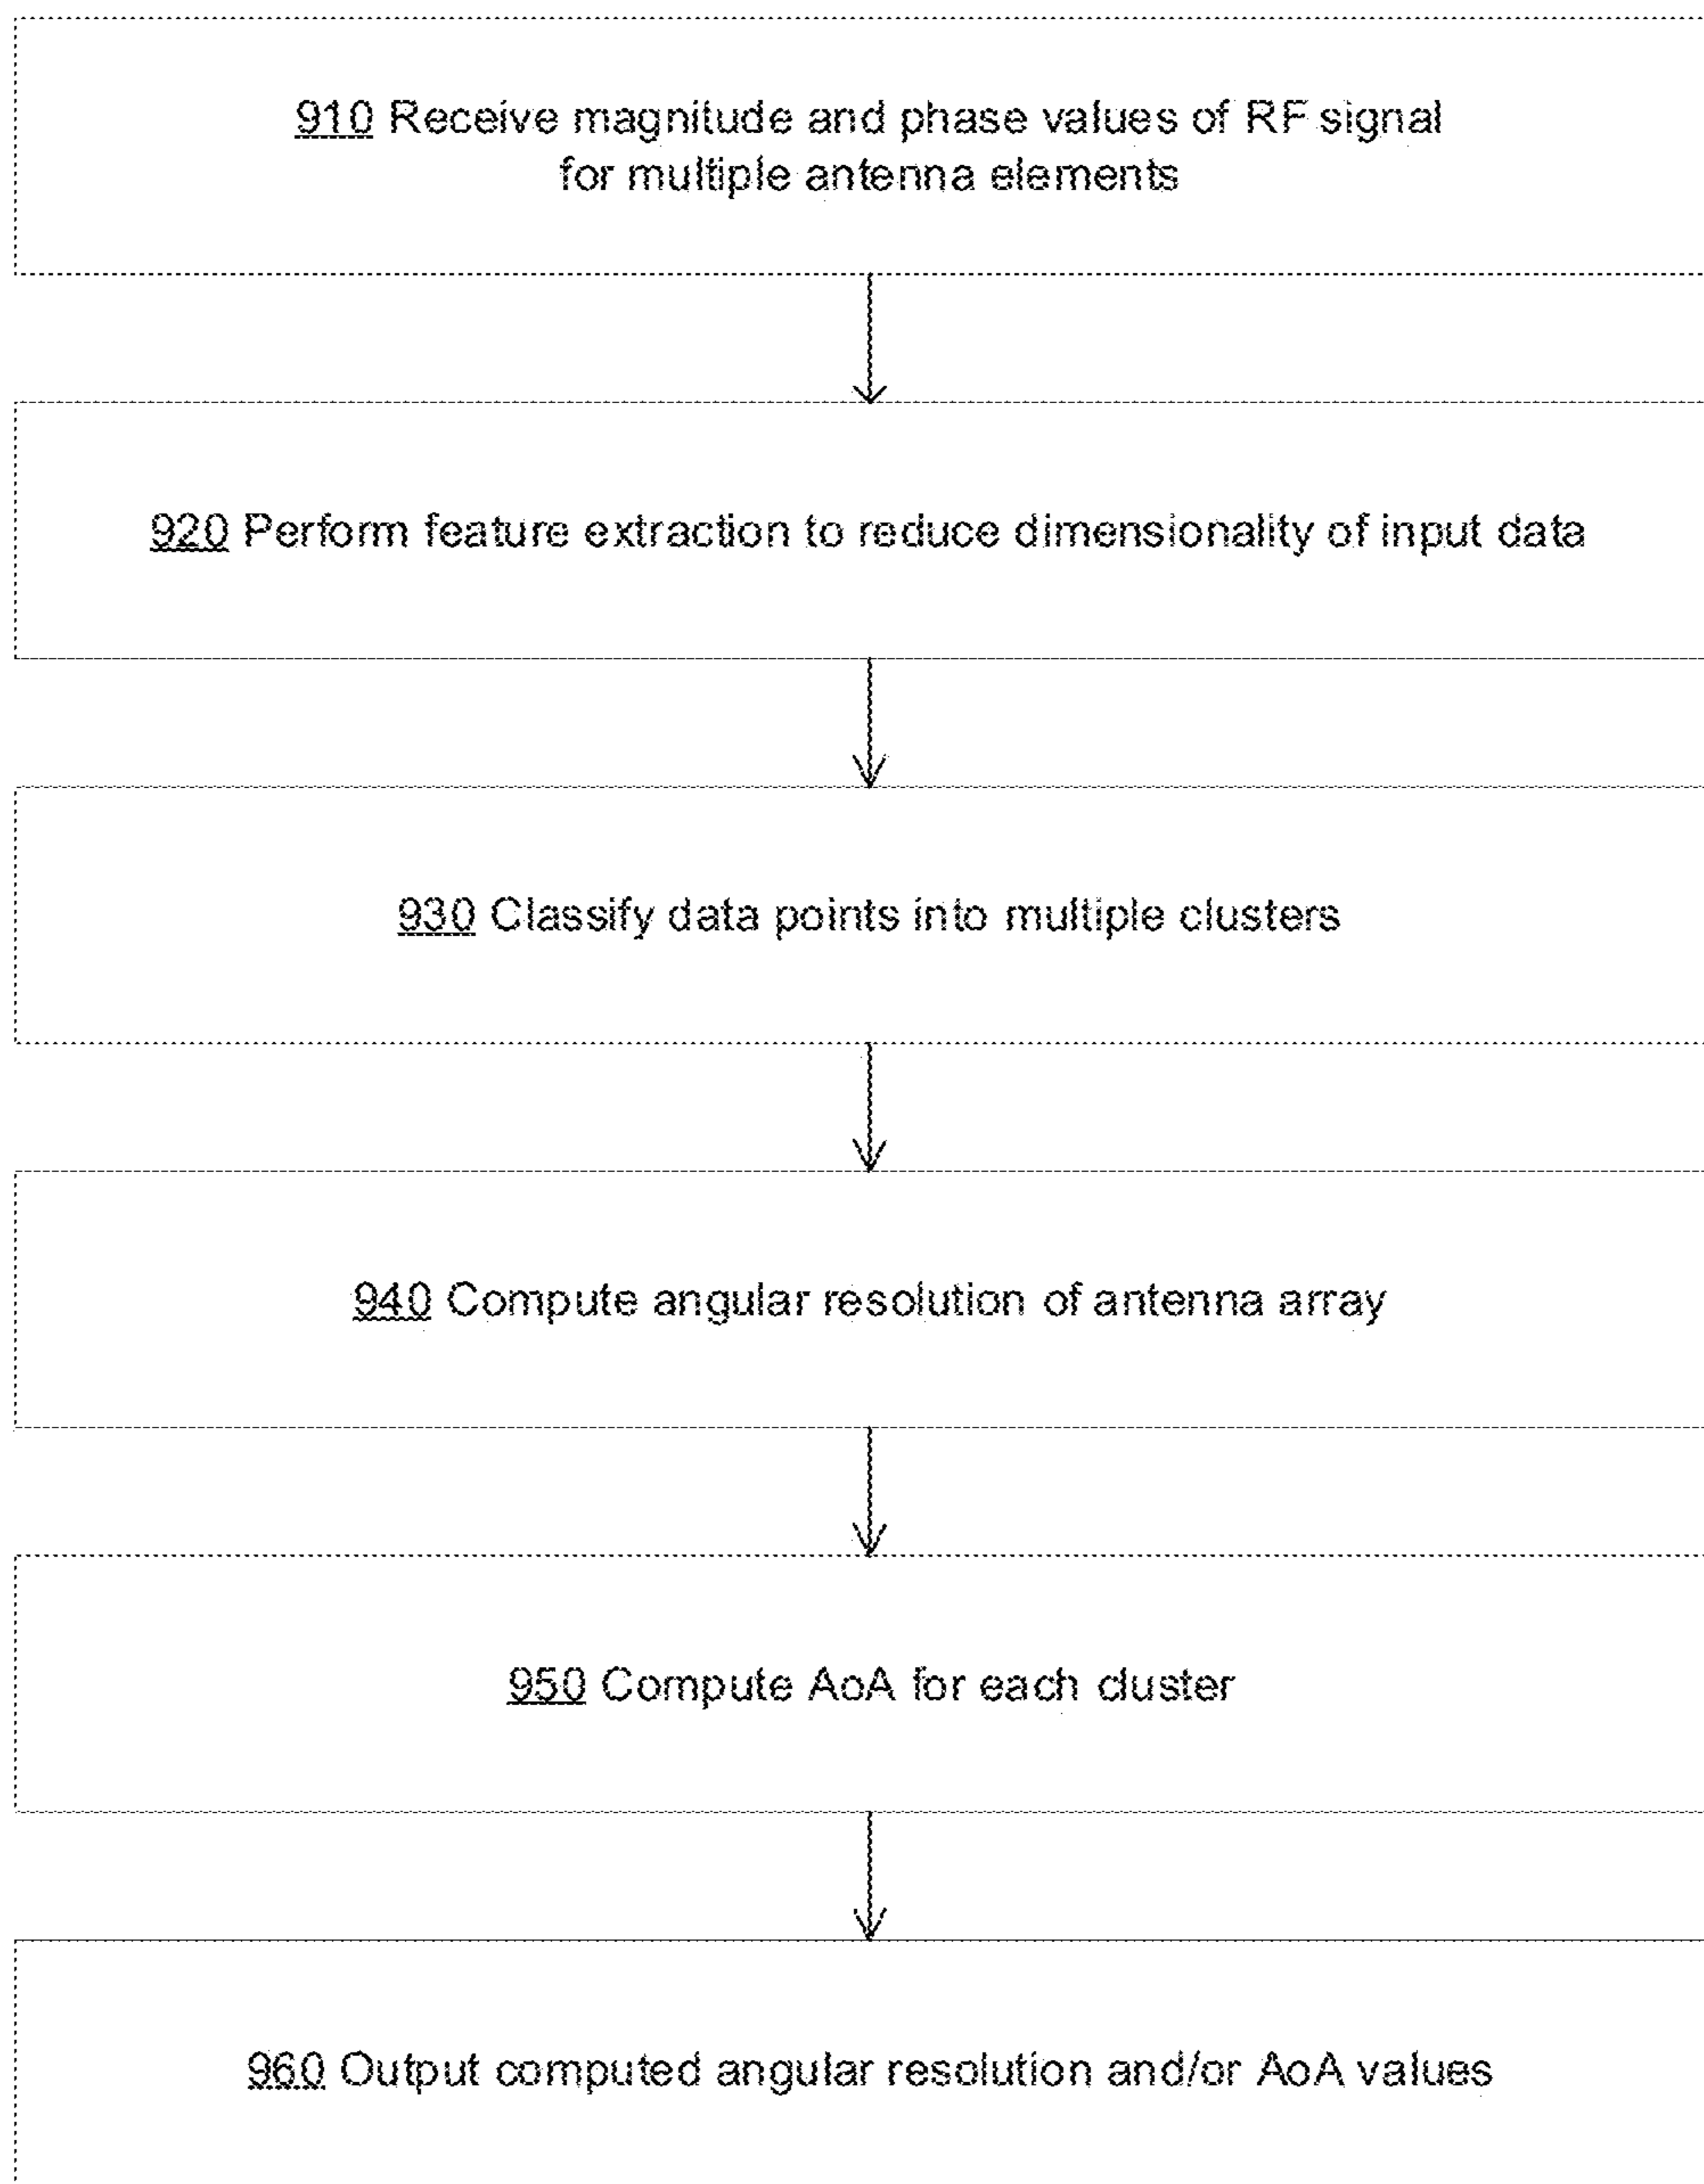 910 Receive magnitude and phase values of RF signal
for multiple antenna elements
920 Perform feature extraction to reduce dimensionality of input data
930 Classify data points into multiple clusters
940 Compute angular resolution of antenna array
950 Compute AoA for each cluster
960 Output computed angular resolution and/or AoA values